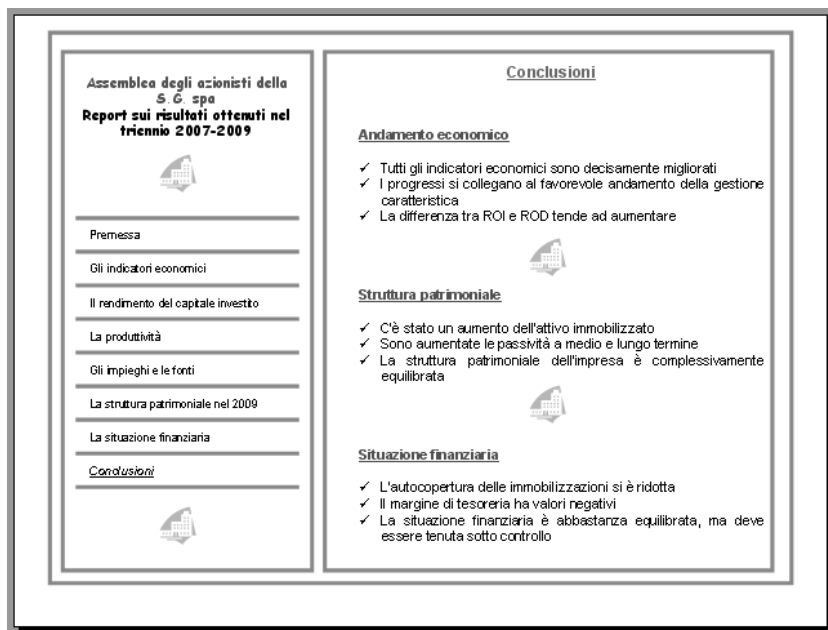 Assemblea degli azionisti della
S.G. spa
Report sui risultati ottenuti nel
triennio 2007-2009
Premessa
Gli indicatori economici
Il rendimento del capitale investito
La produttività
Gli impieghi e le fonti
La struttura patrimoniale nel 2009
La situazione finanziaria
Conclusioni
Conclusioni
Andamento economico
✓ Tutti gli indicatori economici sono decisamente migliorati
✓ I progressi si collegano al favorevole andamento della gestione
caratteristica
✓ La differenza tra ROI e ROD tende ad aumentare
Struttura patrimoniale
✓ C'è stato un aumento dell'attivo immobilizzato
✓ Sono aumentate le passività a medio e lungo termine
✓ La struttura patrimoniale dell'impresa è complessivamente
equilibrata
Situazione finanziaria
✓ L'autocopertura delle immobilizzazioni si è ridotta
✓ Il margine di tesoreria ha valori negativi
✓ La situazione finanziaria è abbastanza equilibrata, ma deve
essere tenuta sotto controllo